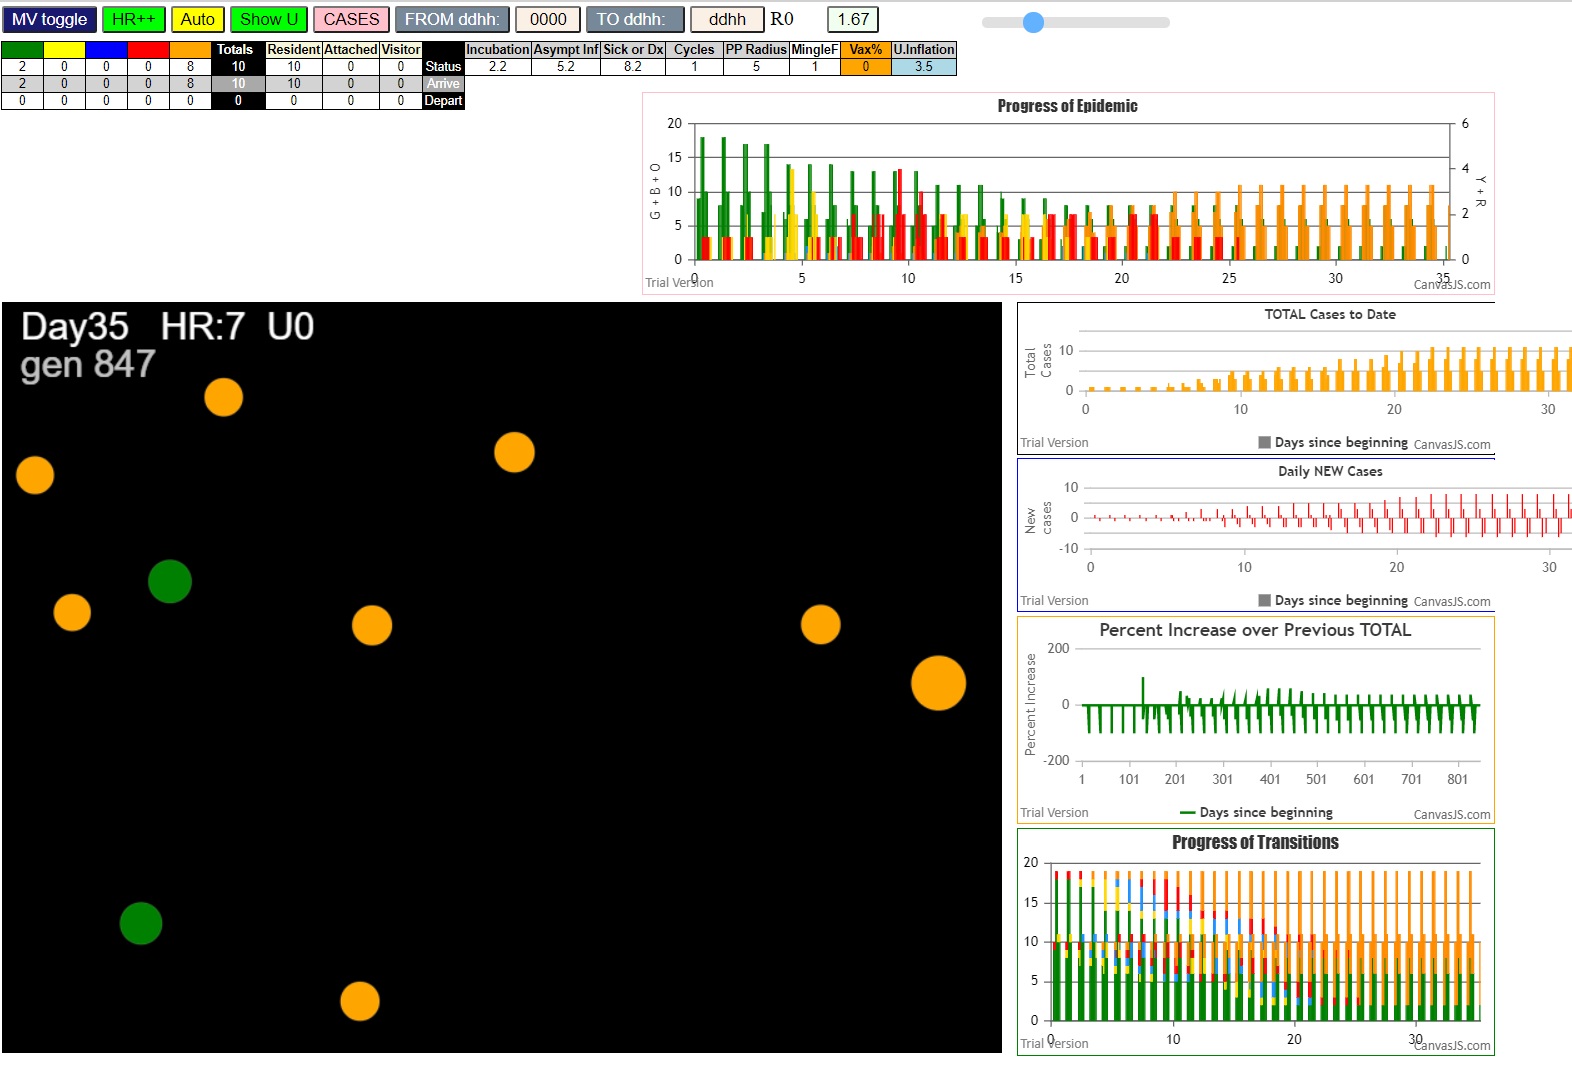 MV toggle HR++ Auto Show U CASES FROM ddhh: 0000 TO ddhh: ddhh R0 1.67
Totals Resident Attached Visitor Incubation Asympt Inf Sick or Dx Cycles PP Radius MingleF Vax% U.Inflation
2 0 0 0 8 10 10 0 0 Status 2.2 5.2 8.2 1 5 1 0 3.5
2 0 0 0 8 10 10 0 0 Arrive
0 0 0 0 0 0 0 0 0 Depart
Progress of Epidemic
20 6
15 4
G + B + O
10
Y + R
5 2
0 0
0 5 10 15 20 25 30 35
Trial Version CanvasJS.com
Day35 HR:7 U0
gen 847
TOTAL Cases to Date
Total
Cases
10
0
0 10 20 30
Days since beginning
Trial Version CanvasJS.com
Daily NEW Cases
New
cases
10
0
-10
0 10 20 30
Days since beginning
Trial Version CanvasJS.com
Percent Increase over Previous TOTAL
Percent Increase
200
0
-200
1 101 201 301 401 501 601 701 801
Days since beginning
Trial Version CanvasJS.com
Progress of Transitions
20
15
10
5
0
0 10 20 30
Trial Version CanvasJS.com